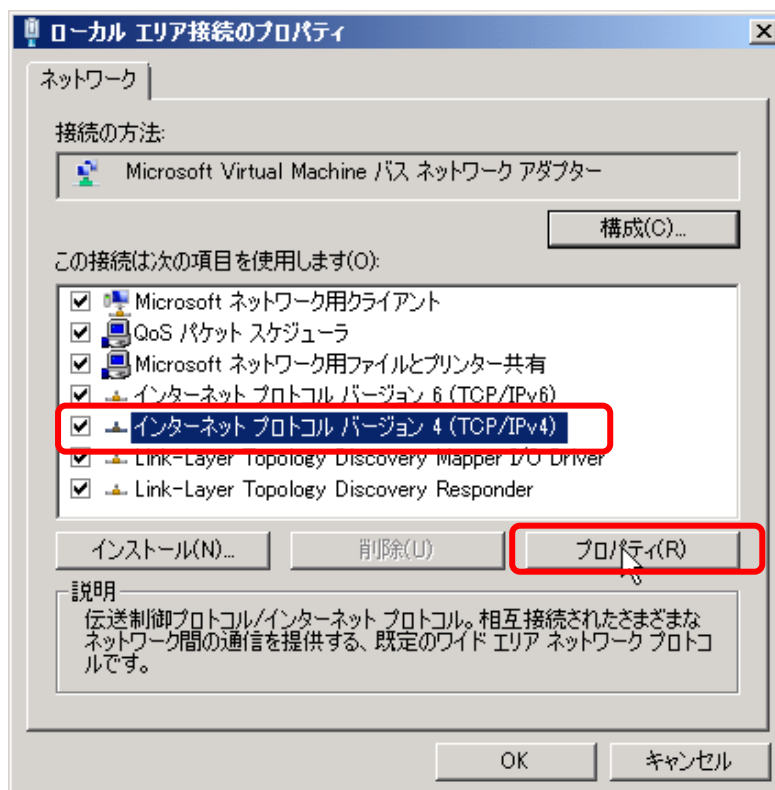 ローカル エリア接続のプロパティ
ネットワーク
接続の方法:
Microsoft Virtual Machine バス ネットワーク アダプター
構成(C)...
この接続は次の項目を使用します(O):
Microsoft ネットワーク用クライアント
QoS パケット スケジューラ
Microsoft ネットワーク用ファイルとプリンター共有
インターネット プロトコル バージョン 6 (TCP/IPv6)
インターネット プロトコル バージョン 4 (TCP/IPv4)
Link-Layer Topology Discovery Mapper I/O Driver
Link-Layer Topology Discovery Responder
インストール(N)... 削除(U) プロパティ(R)
説明
伝送制御プロトコル/インターネット プロトコル。相互接続されたさまざまな
ネットワーク間の通信を提供する、既定のワイド エリア ネットワーク プロトコ
ルです。
OK キャンセル